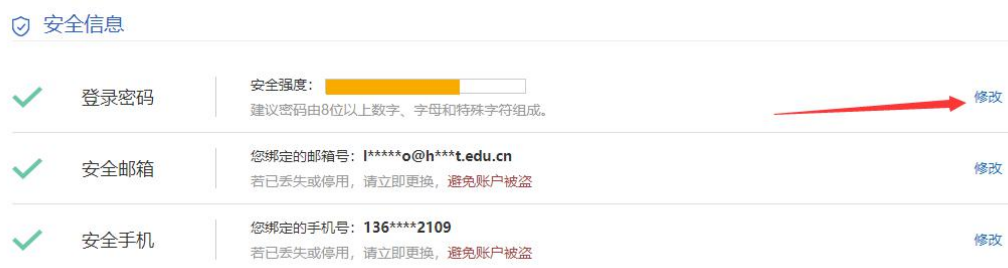 安全信息
登录密码
安全强度：
建议密码由8位以上数字、字母和特殊字符组成。
修改
安全邮箱
您绑定的邮箱号：l*****o@h***t.edu.cn
若已丢失或停用，请立即更换，避免账户被盗
修改
安全手机
您绑定的手机号：136****2109
若已丢失或停用，请立即更换，避免账户被盗
修改